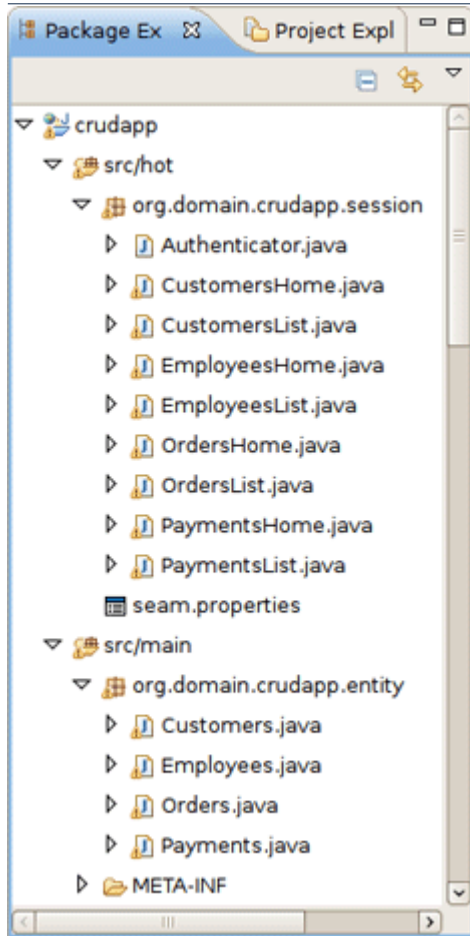 Package Ex Project Expl
crudapp
src/hot
org.domain.crudapp.session
Authenticator.java
CustomersHome.java
CustomersList.java
EmployeesHome.java
EmployeesList.java
OrdersHome.java
OrdersList.java
PaymentsHome.java
PaymentsList.java
seam.properties
src/main
org.domain.crudapp.entity
Customers.java
Employees.java
Orders.java
Payments.java
META-INF